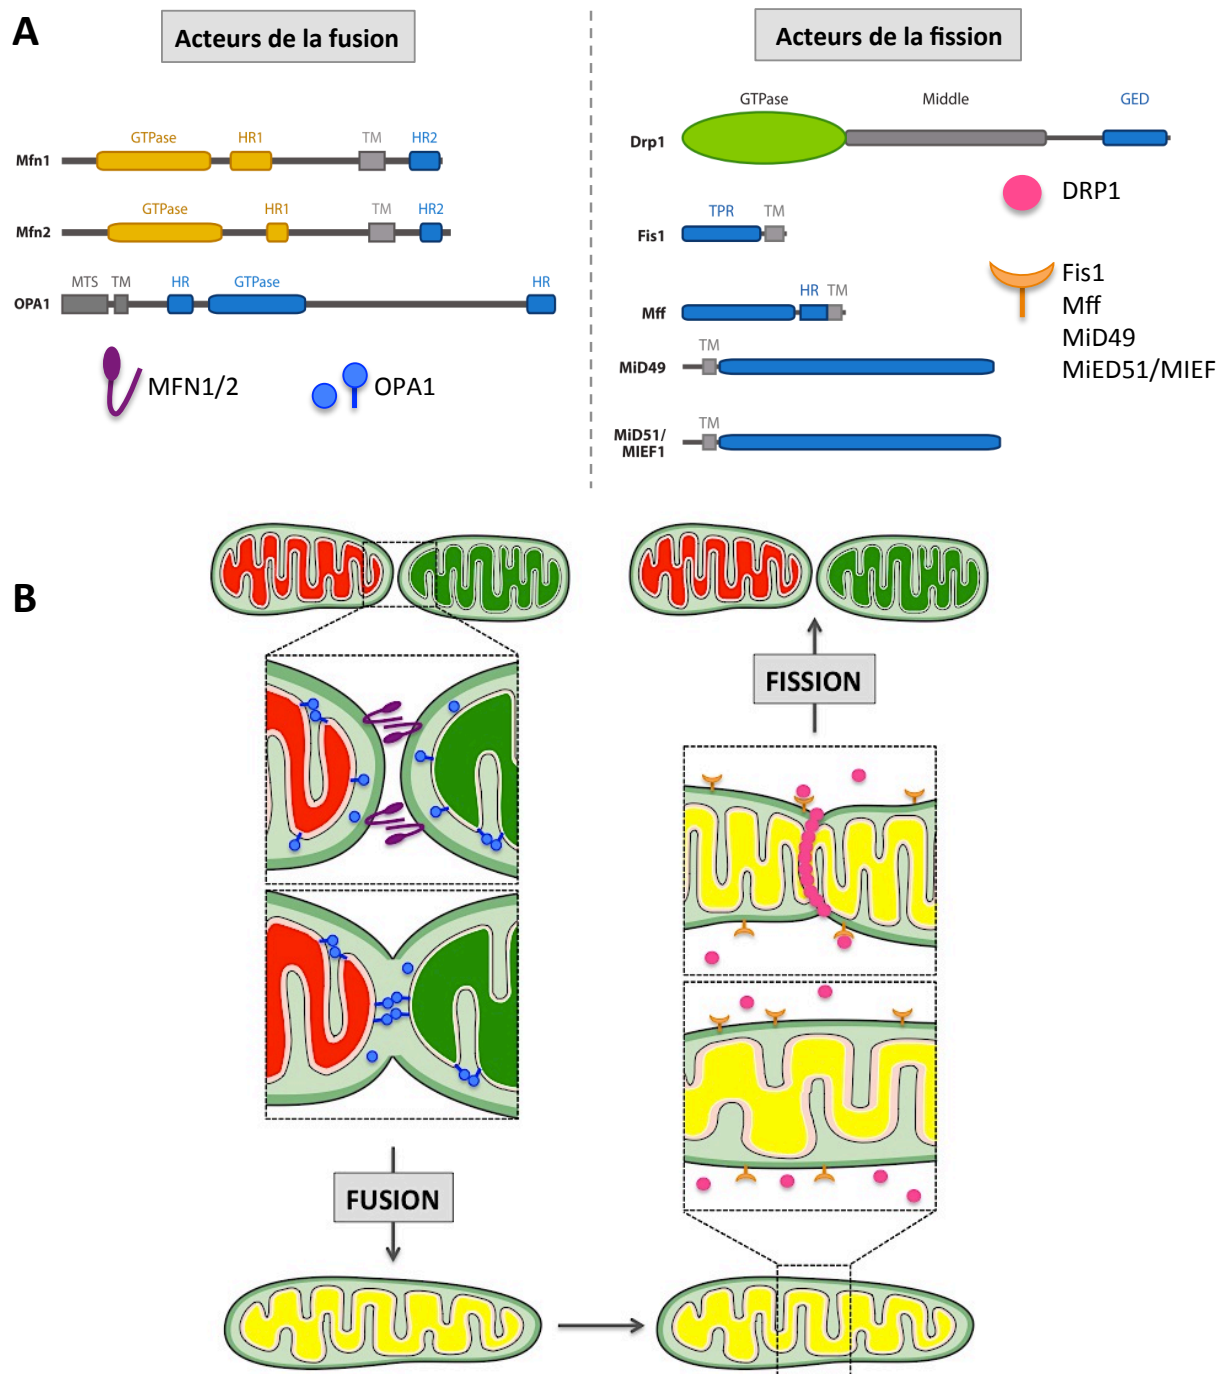 A
Acteurs de la fusion
GTPase HR1 TM HR2
Mfn1
GTPase HR1 TM HR2
Mfn2
MTS TM HR GTPase HR
OPA1
MFN1/2
OPA1
Acteurs de la fission
GTPase Middle GED
Drp1
DRP1
TPR TM
Fis1
HR TM
Mff
TM
MiD49
TM
MiD51/
MIEF1
Fis1
Mff
MiD49
MiED51/MIEF
B
FUSION
FISSION